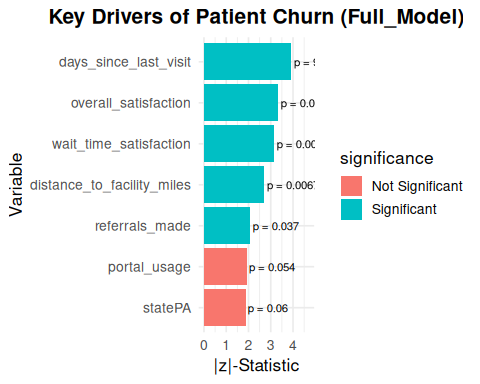 Key Drivers of Patient Churn (Full_Model)
Variable
days_since_last_visit
p = 9
overall_satisfaction
p = 0.0
wait_time_satisfaction
p = 0.00
distance_to_facility_miles
p = 0.0067
referrals_made
p = 0.037
portal_usage
p = 0.054
statePA
p = 0.06
0 1 2 3 4
|z|-Statistic
significance
Not Significant
Significant